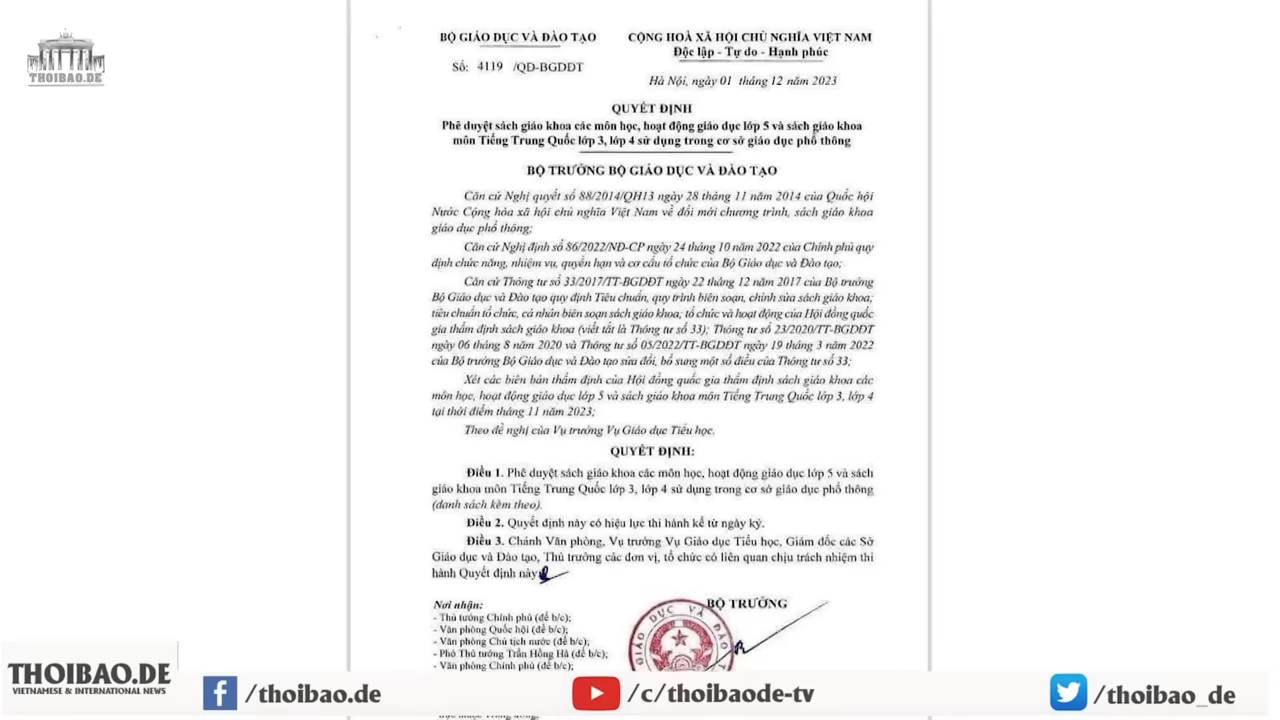 THOIBAO.DE
BỘ GIÁO DỤC VÀ ĐÀO TẠO
CỘNG HOÀ XÃ HỘI CHỦ NGHĨA VIỆT NAM
Độc lập - Tự do - Hạnh phúc
Số: 4119 /QĐ-BGDĐT
Hà Nội, ngày 01 tháng 12 năm 2023
QUYẾT ĐỊNH
Phê duyệt sách giáo khoa các môn học, hoạt động giáo dục lớp 5 và sách giáo khoa
môn Tiếng Trung Quốc lớp 3, lớp 4 sử dụng trong cơ sở giáo dục phổ thông
BỘ TRƯỞNG BỘ GIÁO DỤC VÀ ĐÀO TẠO
Căn cứ Nghị quyết số 88/2014/QH13 ngày 28 tháng 11 năm 2014 của Quốc hội
Nước Cộng hòa xã hội chủ nghĩa Việt Nam về đổi mới chương trình, sách giáo khoa
giáo dục phổ thông;
Căn cứ Nghị định số 86/2022/NĐ-CP ngày 24 tháng 10 năm 2022 của Chính phủ quy
định chức năng, nhiệm vụ, quyền hạn và cơ cấu tổ chức của Bộ Giáo dục và Đào tạo;
Căn cứ Thông tư số 33/2017/TT-BGDĐT ngày 22 tháng 12 năm 2017 của Bộ trưởng
Bộ Giáo dục và Đào tạo quy định Tiêu chuẩn, quy trình biên soạn, chỉnh sửa sách giáo khoa;
tiêu chuẩn tổ chức, cá nhân biên soạn sách giáo khoa; tổ chức và hoạt động của Hội đồng quốc
gia thẩm định sách giáo khoa (viết tắt là Thông tư số 33); Thông tư số 23/2020/TT-BGDĐT
ngày 06 tháng 8 năm 2020 và Thông tư số 05/2022/TT-BGDĐT ngày 19 tháng 3 năm 2022
của Bộ trưởng Bộ Giáo dục và Đào tạo sửa đổi, bổ sung một số điều của Thông tư số 33;
Xét các biên bản thẩm định của Hội đồng quốc gia thẩm định sách giáo khoa các
môn học, hoạt động giáo dục lớp 5 và sách giáo khoa môn Tiếng Trung Quốc lớp 3, lớp 4
tại thời điểm tháng 11 năm 2023;
Theo đề nghị của Vụ trưởng Vụ Giáo dục Tiểu học.
QUYẾT ĐỊNH:
Điều 1. Phê duyệt sách giáo khoa các môn học, hoạt động giáo dục lớp 5 và sách
giáo khoa môn Tiếng Trung Quốc lớp 3, lớp 4 sử dụng trong cơ sở giáo dục phổ thông
(danh sách kèm theo).
Điều 2. Quyết định này có hiệu lực thi hành kể từ ngày ký.
Điều 3. Chánh Văn phòng, Vụ trưởng Vụ Giáo dục Tiểu học, Giám đốc các Sở
Giáo dục và Đào tạo, Thủ trưởng các đơn vị, tổ chức có liên quan chịu trách nhiệm thi
hành Quyết định này
Nơi nhận:
- Thủ tướng Chính phủ (để b/c);
- Văn phòng Quốc hội (để b/c);
- Văn phòng Chủ tịch nước (để b/c);
- Phó Thủ tướng Trần Hồng Hà (để b/c);
- Văn phòng Chính phủ (để b/c);
BỘ TRƯỞNG
GIÁO DỤC VÀ ĐÀO
THOIBAO.DE
VIETNAMESE & INTERNATIONAL NEWS
/thoibao.de
/c/thoibaode-tv
/thoibao_de